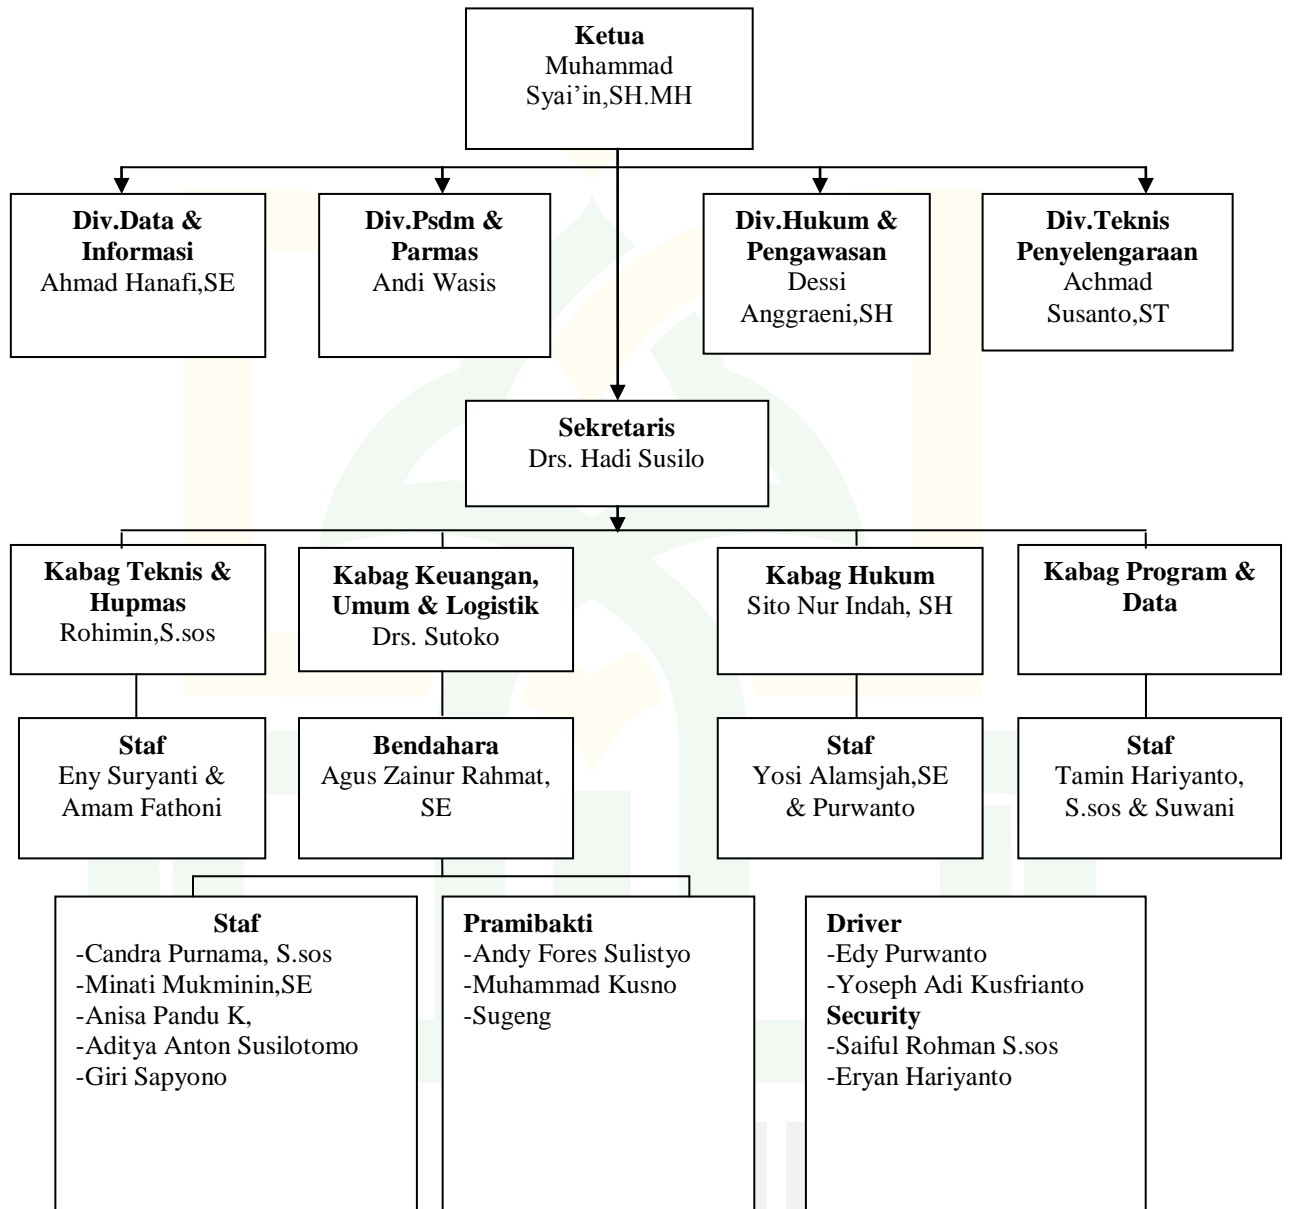 Ketua
Muhammad
Syai’in,SH.MH
Div.Data &
Informasi
Ahmad Hanafi,SE
Div.Psdm &
Parmas
Andi Wasis
Div.Hukum &
Pengawasan
Dessi
Anggraeni,SH
Div.Teknis
Penyelengaraan
Achmad
Susanto,ST
Sekretaris
Drs. Hadi Susilo
Kabag Teknis &
Hupmas
Rohimin,S.sos
Kabag Keuangan,
Umum & Logistik
Drs. Sutoko
Kabag Hukum
Sito Nur Indah, SH
Kabag Program &
Data
Staf
Eny Suryanti &
Amam Fathoni
Bendahara
Agus Zainur Rahmat,
SE
Staf
Yosi Alamsjah,SE
& Purwanto
Staf
Tamin Hariyanto,
S.sos & Suwani
Staf
-Candra Purnama, S.sos
-Minati Mukminin,SE
-Anisa Pandu K,
-Aditya Anton Susilotomo
-Giri Sapyono
Pramibakti
-Andy Fores Sulistyo
-Muhammad Kusno
-Sugeng
Driver
-Edy Purwanto
-Yoseph Adi Kusfrianto
Security
-Saiful Rohman S.sos
-Eryan Hariyanto